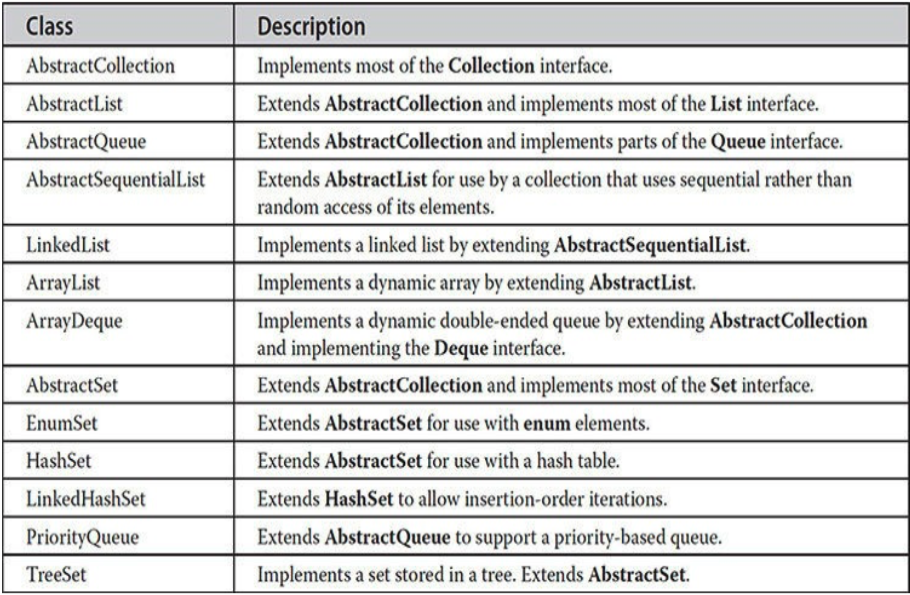 Class Description
AbstractCollection Implements most of the Collection interface.
AbstractList Extends AbstractCollection and implements most of the List interface.
AbstractQueue Extends AbstractCollection and implements parts of the Queue interface.
AbstractSequentialList Extends AbstractList for use by a collection that uses sequential rather than
random access of its elements.
LinkedList Implements a linked list by extending AbstractSequentialList.
ArrayList Implements a dynamic array by extending AbstractList.
ArrayDeque Implements a dynamic double-ended queue by extending AbstractCollection
and implementing the Deque interface.
AbstractSet Extends AbstractCollection and implements most of the Set interface.
EnumSet Extends AbstractSet for use with enum elements.
HashSet Extends AbstractSet for use with a hash table.
LinkedHashSet Extends HashSet to allow insertion-order iterations.
PriorityQueue Extends AbstractQueue to support a priority-based queue.
TreeSet Implements a set stored in a tree. Extends AbstractSet.